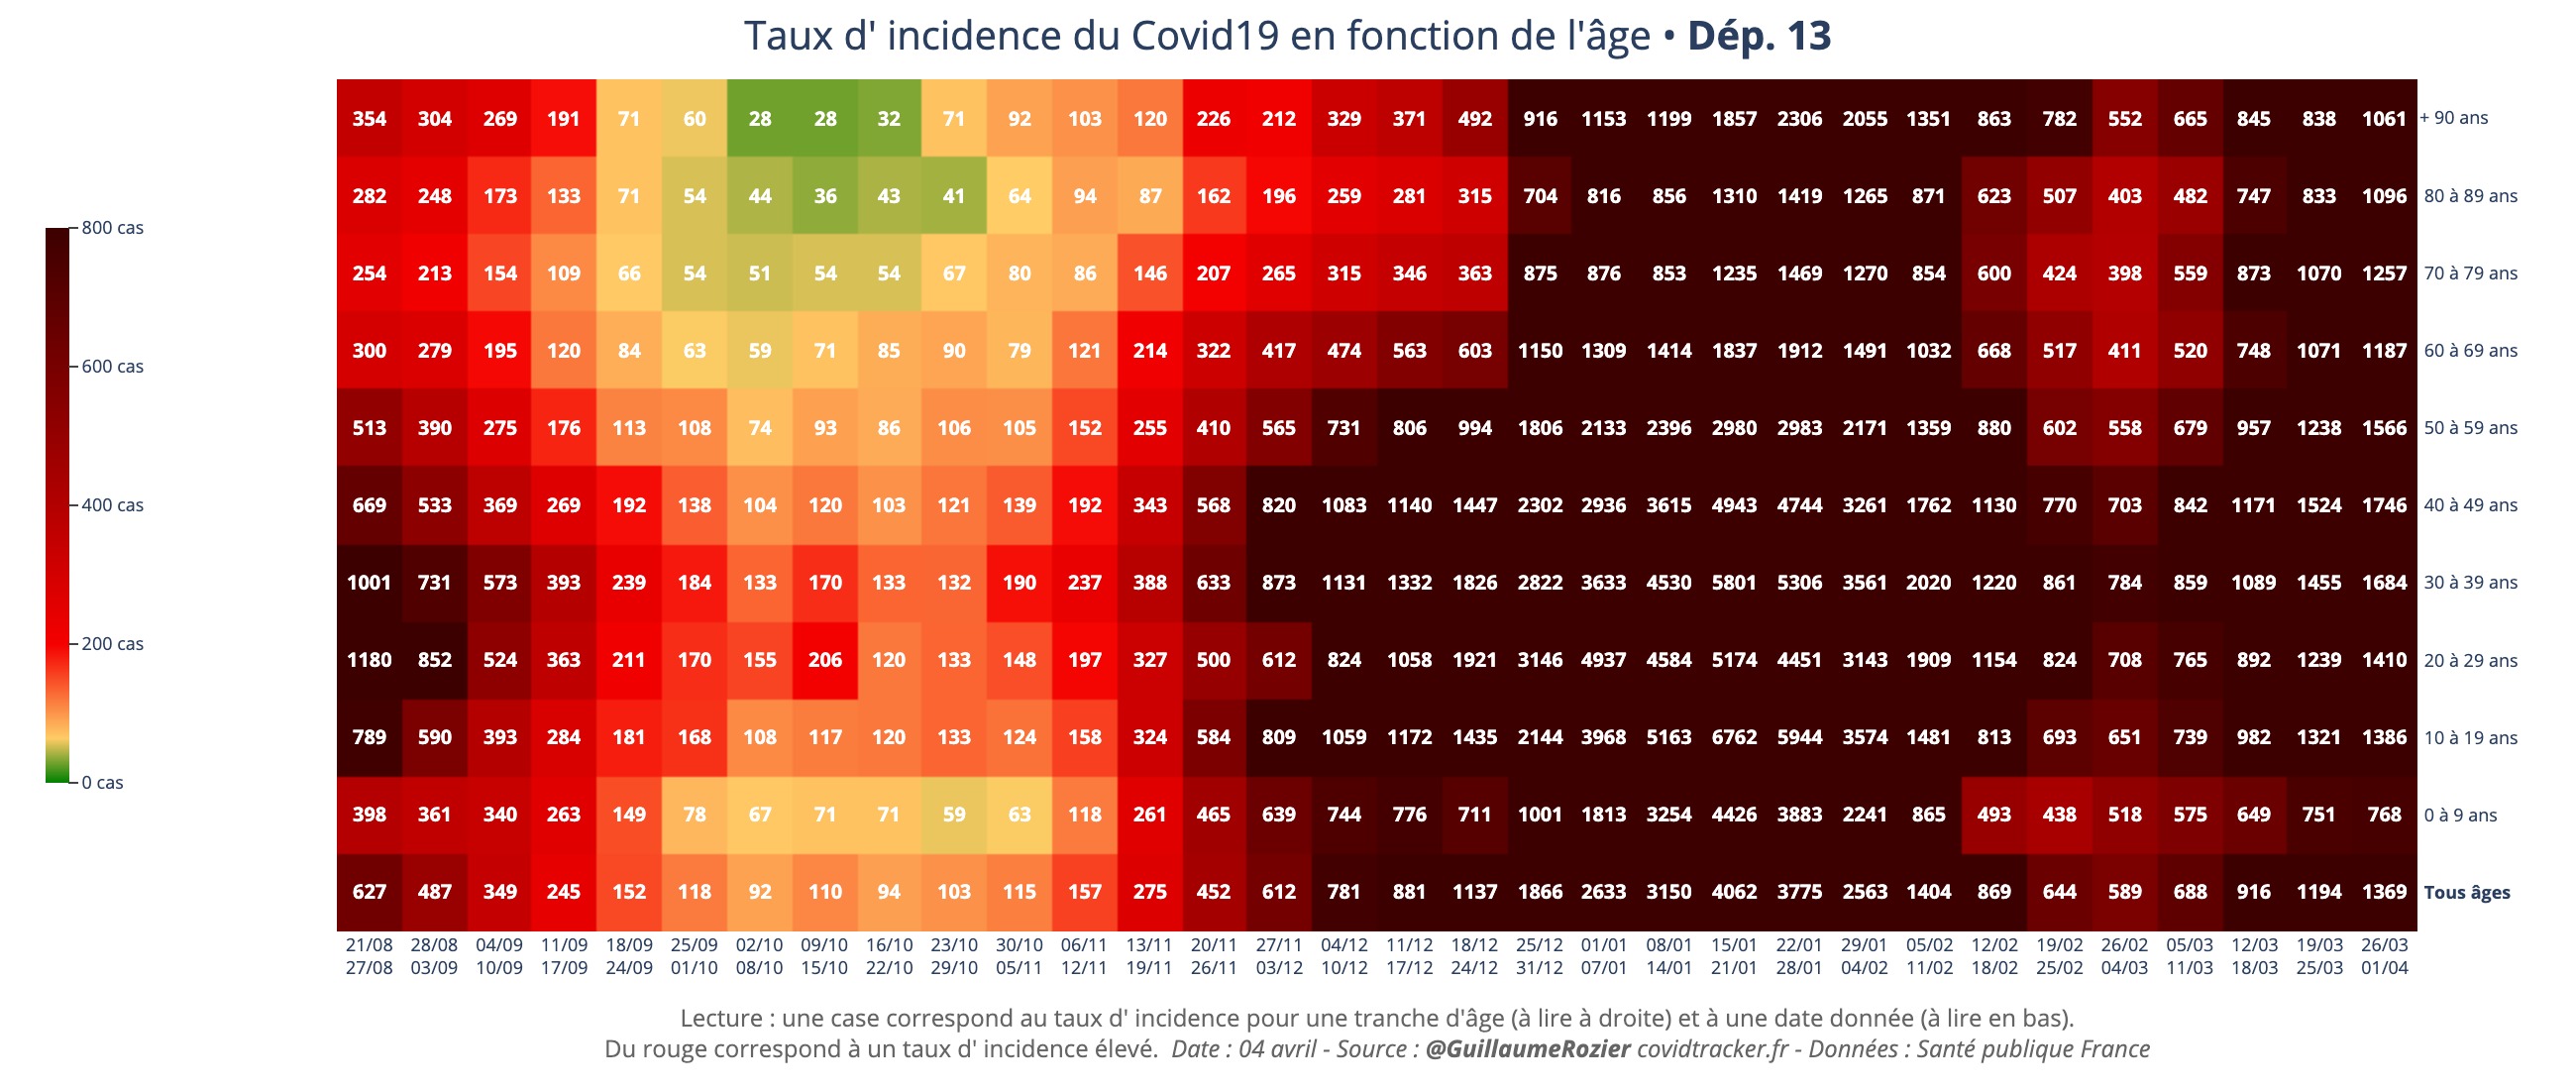 Taux d' incidence du Covid19 en fonction de l'âge • Dép. 13
354 304 269 191 71 60 28 28 32 71 92 103 120 226 212 329 371 492 916 1153 1199 1857 2306 2055 1351 863 782 552 665 845 838 1061 + 90 ans
282 248 173 133 71 54 44 36 43 41 64 94 87 162 196 259 281 315 704 816 856 1310 1419 1265 871 623 507 403 482 747 833 1096 80 à 89 ans
800 cas
254 213 154 109 66 54 51 54 54 67 80 86 146 207 265 315 346 363 875 876 853 1235 1469 1270 854 600 424 398 559 873 1070 1257 70 à 79 ans
300 279 195 120 84 63 59 71 85 90 79 121 214 322 417 474 563 603 1150 1309 1414 1837 1912 1491 1032 668 517 411 520 748 1071 1187 60 à 69 ans
600 cas
513 390 275 176 113 108 74 93 86 106 105 152 255 410 565 731 806 994 1806 2133 2396 2980 2983 2171 1359 880 602 558 679 957 1238 1566 50 à 59 ans
400 cas
669 533 369 269 192 138 104 120 103 121 139 192 343 568 820 1083 1140 1447 2302 2936 3615 4943 4744 3261 1762 1130 770 703 842 1171 1524 1746 40 à 49 ans
1001 731 573 393 239 184 133 170 133 132 190 237 388 633 873 1131 1332 1826 2822 3633 4530 5801 5306 3561 2020 1220 861 784 859 1089 1455 1684 30 à 39 ans
200 cas
1180 852 524 363 211 170 155 206 120 133 148 197 327 500 612 824 1058 1921 3146 4937 4584 5174 4451 3143 1909 1154 824 708 765 892 1239 1410 20 à 29 ans
789 590 393 284 181 168 108 117 120 133 124 158 324 584 809 1059 1172 1435 2144 3968 5163 6762 5944 3574 1481 813 693 651 739 982 1321 1386 10 à 19 ans
0 cas
398 361 340 263 149 78 67 71 71 59 63 118 261 465 639 744 776 711 1001 1813 3254 4426 3883 2241 865 493 438 518 575 649 751 768 0 à 9 ans
627 487 349 245 152 118 92 110 94 103 115 157 275 452 612 781 881 1137 1866 2633 3150 4062 3775 2563 1404 869 644 589 688 916 1194 1369 Tous âges
21/08 28/08 04/09 11/09 18/09 25/09 02/10 09/10 16/10 23/10 30/10 06/11 13/11 20/11 27/11 04/12 11/12 18/12 25/12 01/01 08/01 15/01 22/01 29/01 05/02 12/02 19/02 26/02 05/03 12/03 19/03 26/03
27/08 03/09 10/09 17/09 24/09 01/10 08/10 15/10 22/10 29/10 05/11 12/11 19/11 26/11 03/12 10/12 17/12 24/12 31/12 07/01 14/01 21/01 28/01 04/02 11/02 18/02 25/02 04/03 11/03 18/03 25/03 01/04
Lecture : une case correspond au taux d' incidence pour une tranche d'âge (à lire à droite) et à une date donnée (à lire en bas).
Du rouge correspond à un taux d' incidence élevé. Date : 04 avril - Source : @GuillaumeRozier covidtracker.fr - Données : Santé publique France